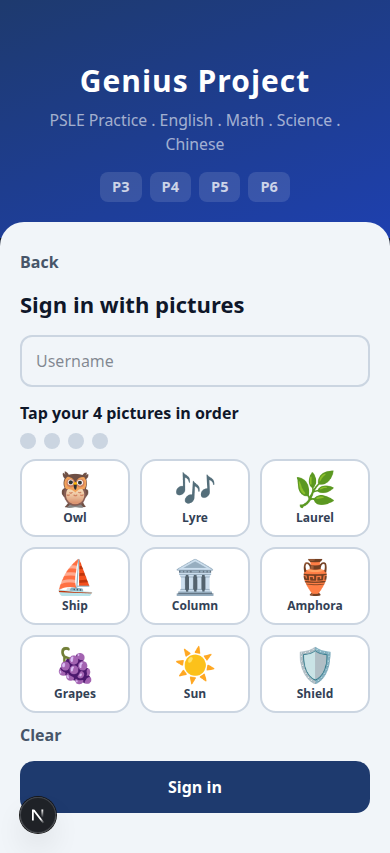 Genius Project
PSLE Practice . English . Math . Science .
Chinese
P3 P4 P5 P6
Back
Sign in with pictures
Username
Tap your 4 pictures in order
Owl Lyre Laurel
Ship Column Amphora
Grapes Sun Shield
Clear
Sign in
N